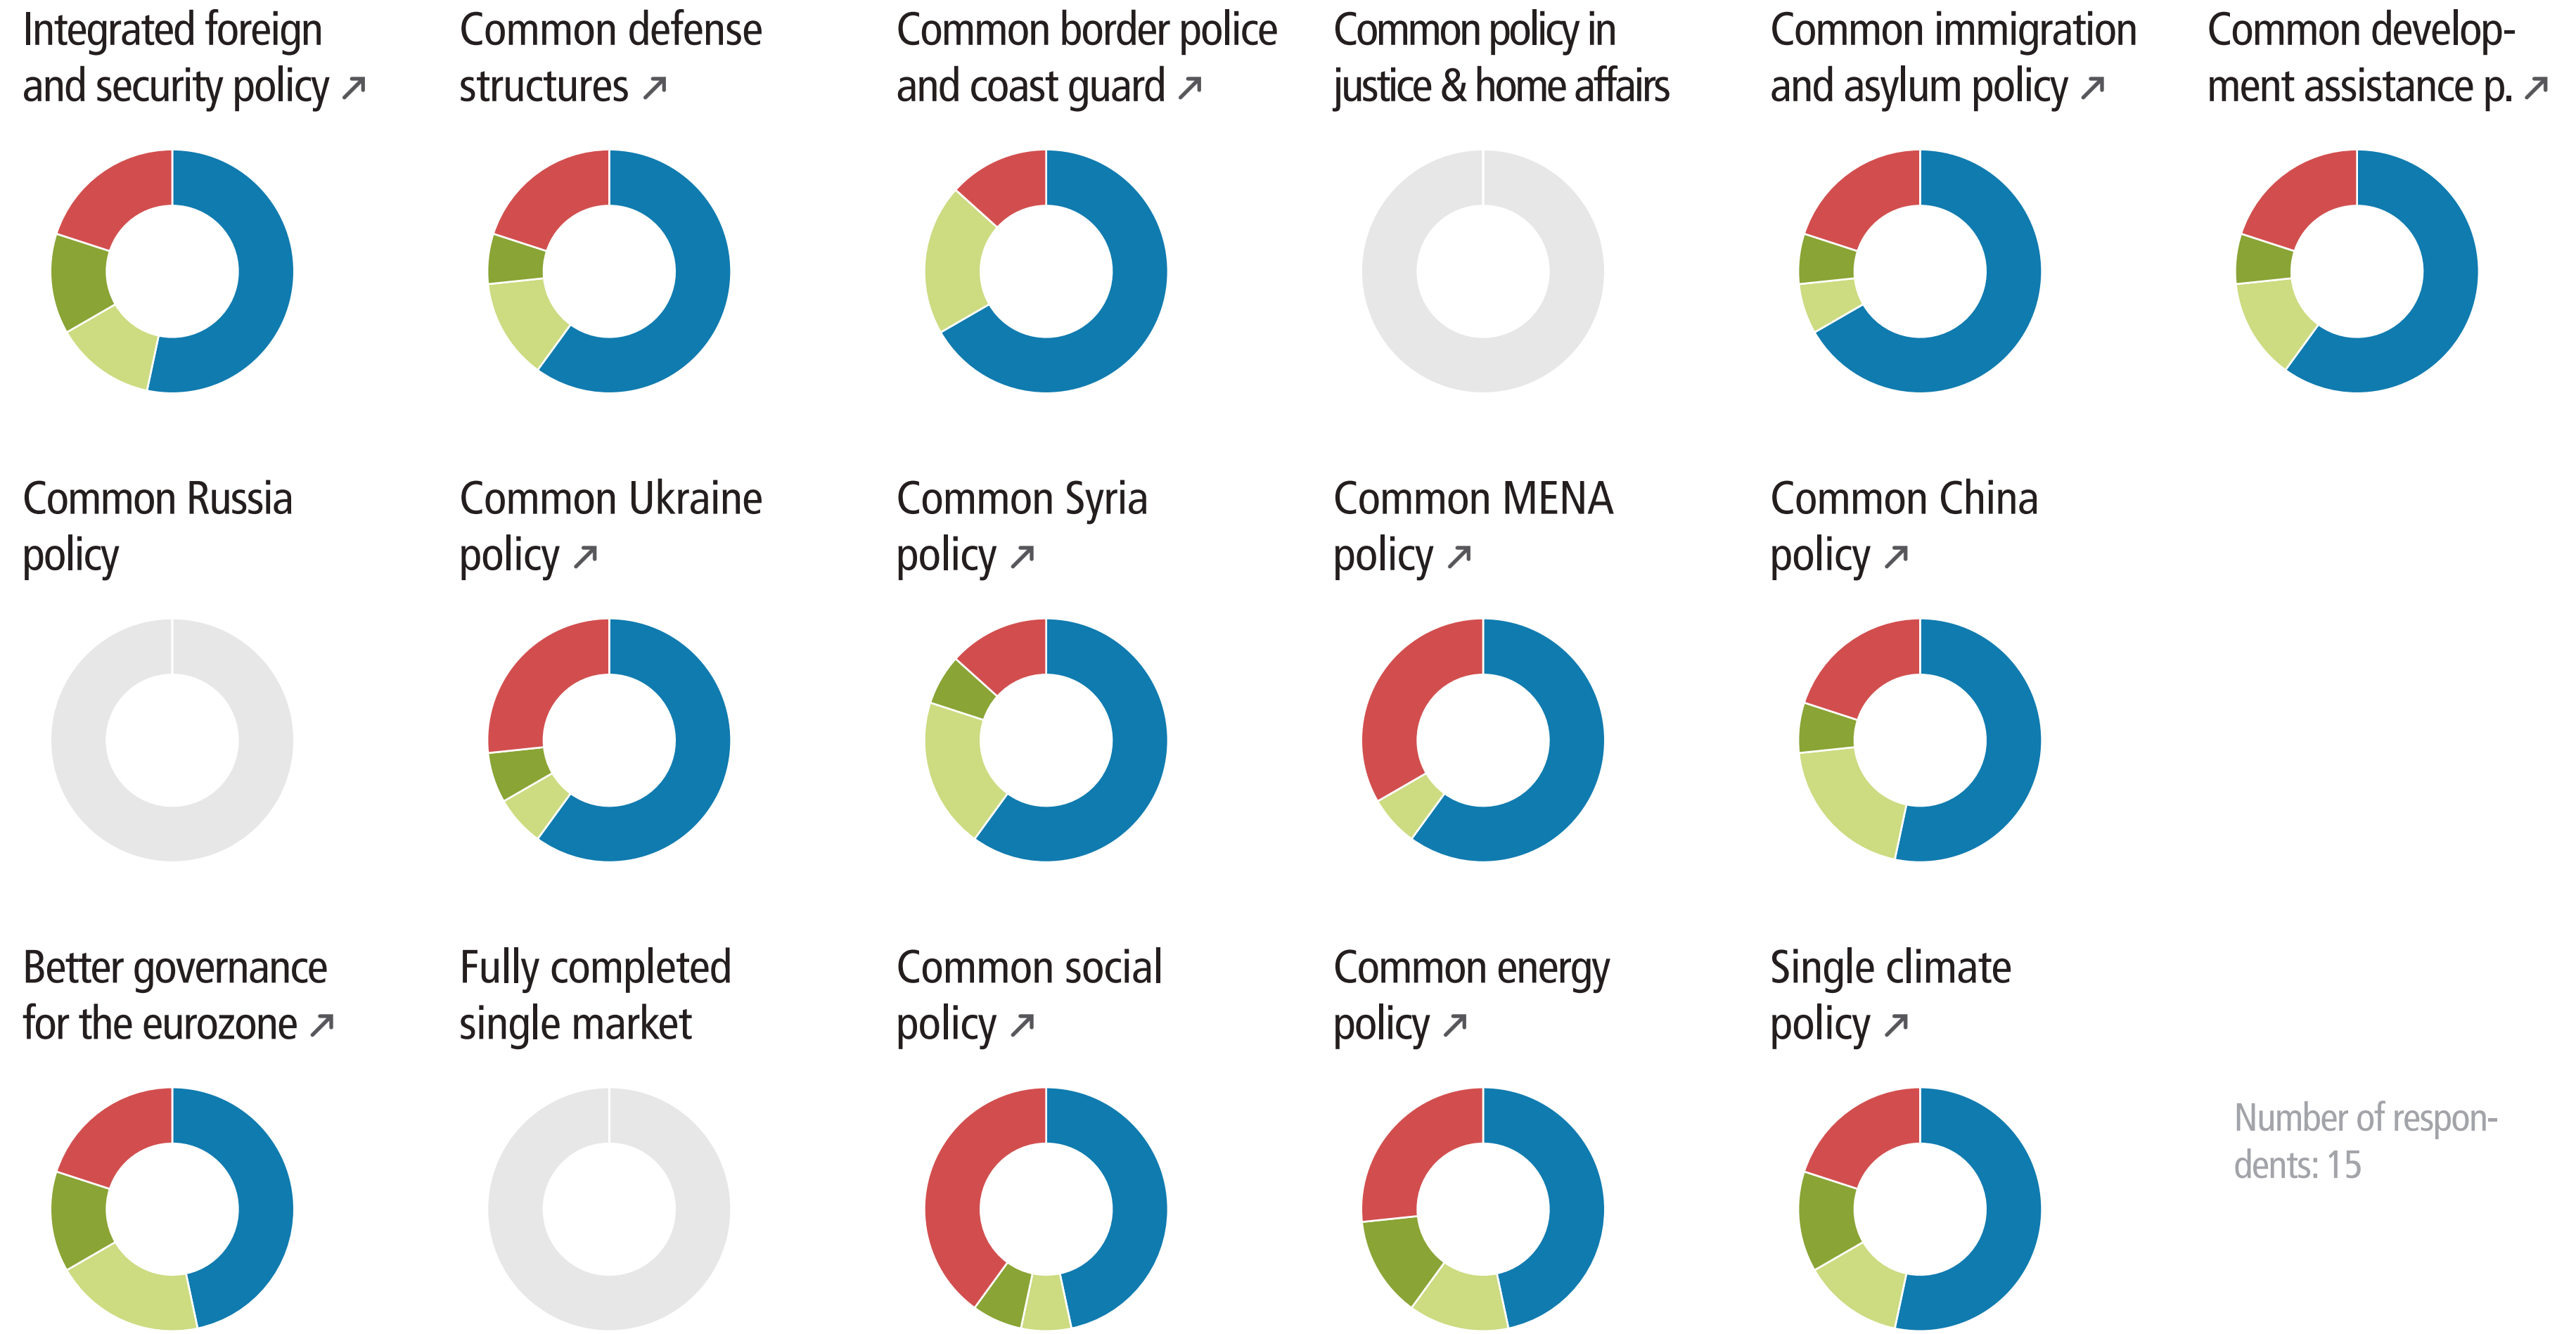 Integrated foreign
and security policy ↗
Common defense
structures ↗
Common border police
and coast guard ↗
Common policy in
justice & home affairs
Common immigration
and asylum policy ↗
Common develop-
ment assistance p. ↗
Common Russia
policy
Common Ukraine
policy ↗
Common Syria
policy ↗
Common MENA
policy ↗
Common China
policy ↗
Better governance
for the eurozone ↗
Fully completed
single market
Common social
policy ↗
Common energy
policy ↗
Single climate
policy ↗
Number of respon-
dents: 15